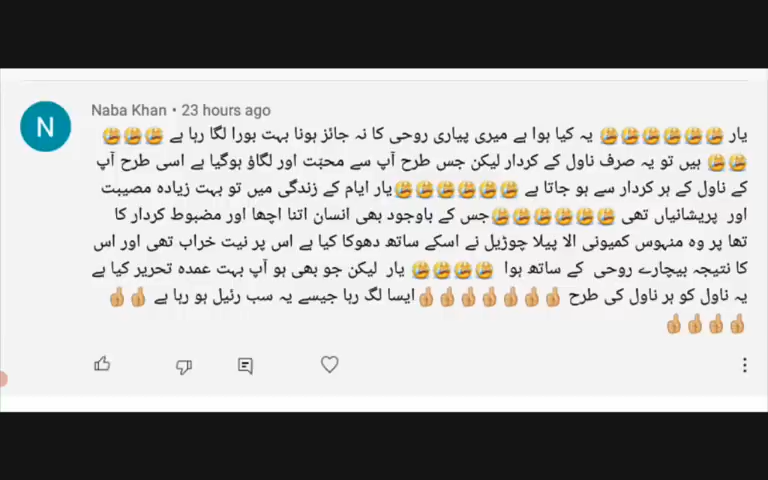 N
Naba Khan • 23 hours ago
یار 🤣🤣🤣🤣🤣🤣 یہ کیا ہوا ہے میری پیاری روحی کا نہ جائز ہونا بہت بورا لگا رہا ہے 🤣🤣🤣
🤣🤣 ہیں تو یہ صرف ناول کے کردار لیکن جس طرح آپ سے محبّت اور لگاؤ ہوگیا ہے اسی طرح آپ
کے ناول کے ہر کردار سے ہو جاتا ہے 🤣🤣🤣🤣🤣🤣یار ایام کے زندگی میں تو بہت زیادہ مصیبت
اور پریشانیاں تھی 🤣🤣🤣🤣🤣🤣جس کے باوجود بھی انسان اتنا اچھا اور مضبوط کردار کا
تھا پر وہ منہوس کمیونی الا پیلا چوڑیل نے اسکے ساتھ دھوکا کیا ہے اس پر نیت خراب تھی اور اس
کا نتیجہ بیچارے روحی کے ساتھ ہوا 🤣🤣🤣🤣 یار لیکن جو بھی ہو آپ بہت عمدہ تحریر کیا ہے
یہ ناول کو ہر ناول کی طرح 👍🏼👍🏼👍🏼👍🏼👍🏼👍🏼👍🏼ایسا لگ رہا جیسے یہ سب رئیل ہو رہا ہے 👍🏼👍🏼
👍🏼👍🏼👍🏼👍🏼